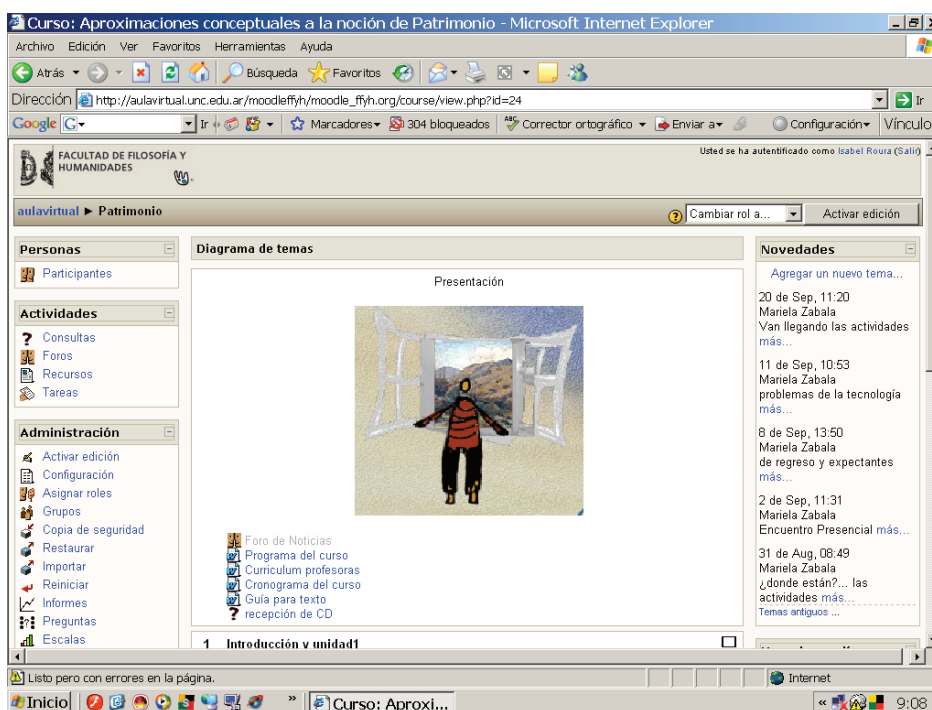 Curso: Aproximaciones conceptuales a la noción de Patrimonio - Microsoft Internet Explorer
Archivo Edición Ver Favoritos Herramientas Ayuda
Atrás Búsqueda Favoritos
Dirección http://aulavirtual.unc.edu.ar/moodleffyh/moodle_ffyh.org/course/view.php?id=24 Ir
Google G Ir Marcadores 304 bloqueados Corrector ortográfico Enviar a Configuración Vínculo
FACULTAD DE FILOSOFÍA Y
HUMANIDADES
Usted se ha autentificado como Isabel Roura (Salir)
aulavirtual ► Patrimonio
Cambiar rol a...
Activar edición
Personas
Participantes
Actividades
Consultas
Foros
Recursos
Tareas
Administración
Activar edición
Configuración
Asignar roles
Grupos
Copia de seguridad
Restaurar
Importar
Reiniciar
Informes
Preguntas
Escalas
Diagrama de temas
Presentación
Foro de Noticias
Programa del curso
Curriculum profesoras
Cronograma del curso
Guía para texto
recepción de CD
1 Introducción y unidad1
Novedades
Agregar un nuevo tema...
20 de Sep, 11:20
Mariela Zabala
Van llegando las actividades
más...
11 de Sep, 10:53
Mariela Zabala
problemas de la tecnología
más...
8 de Sep, 13:50
Mariela Zabala
de regreso y expectantes
más...
2 de Sep, 11:31
Mariela Zabala
Encuentro Presencial más...
31 de Aug, 08:49
Mariela Zabala
¿donde están?... las
actividades más...
Temas antiguos ...
Listo pero con errores en la página.
Internet
Inicio
Curso: Aproxi...
9:08